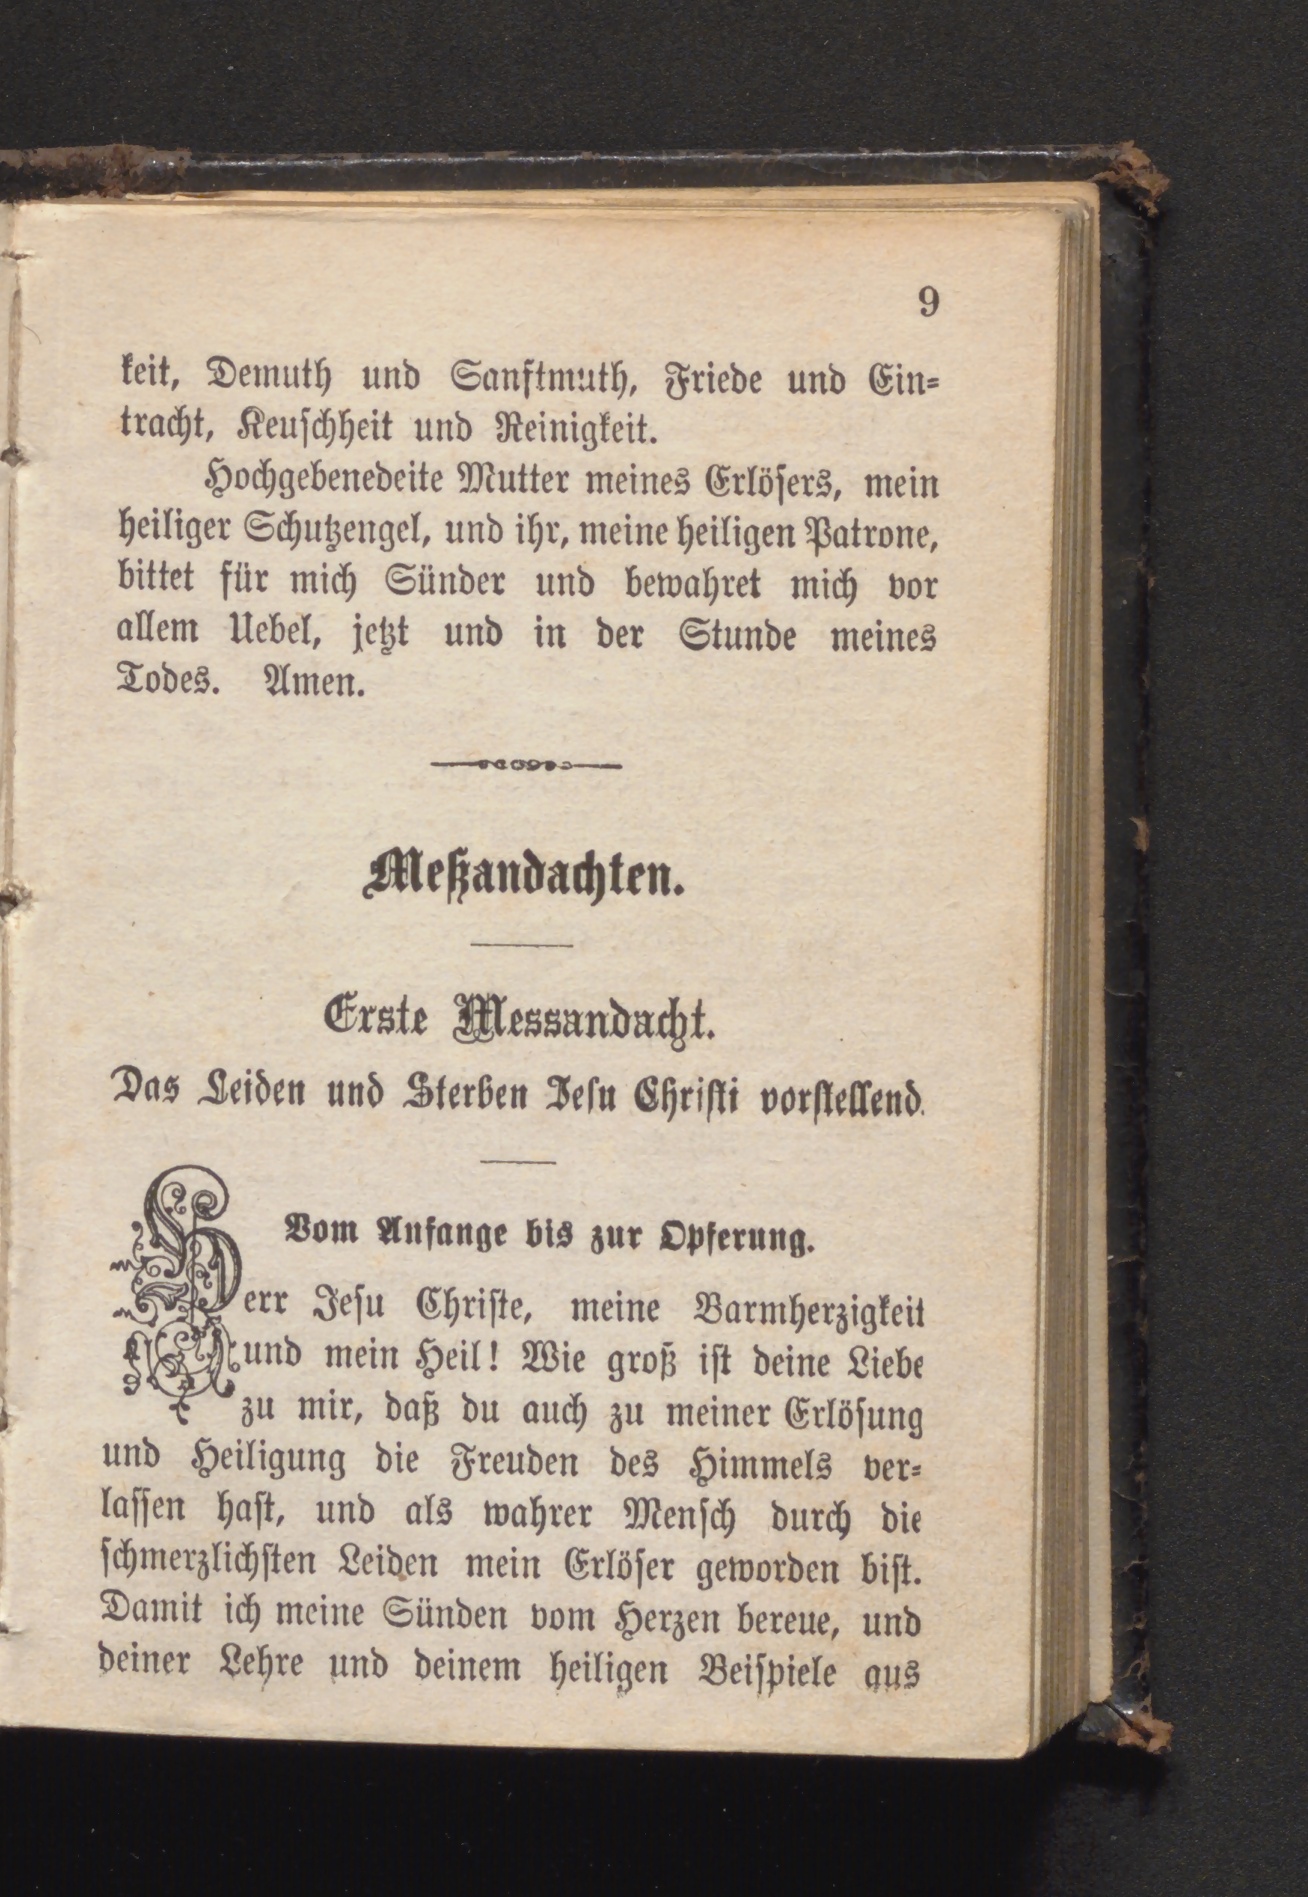 9
keit, Demuth und Sanftmuth, Friede und Ein=
tracht, Keuschheit und Reinigkeit.
Hochgebenedeite Mutter meines Erlösers, mein
heiliger Schutzengel, und ihr, meine heiligen Patrone,
bittet für mich Sünder und bewahret mich vor
allem Uebel, jetzt und in der Stunde meines
Todes. Amen.
Meßandachten.
Erste Messandacht.
Das Leiden und Sterben Jesu Christi vorstellend.
Vom Anfange bis zur Opferung.
Herr Jesu Christe, meine Barmherzigkeit
und mein Heil! Wie groß ist deine Liebe
zu mir, daß du auch zu meiner Erlösung
und Heiligung die Freuden des Himmels ver=
lassen hast, und als wahrer Mensch durch die
schmerzlichsten Leiden mein Erlöser geworden bist.
Damit ich meine Sünden vom Herzen bereue, und
deiner Lehre und deinem heiligen Beispiele aus